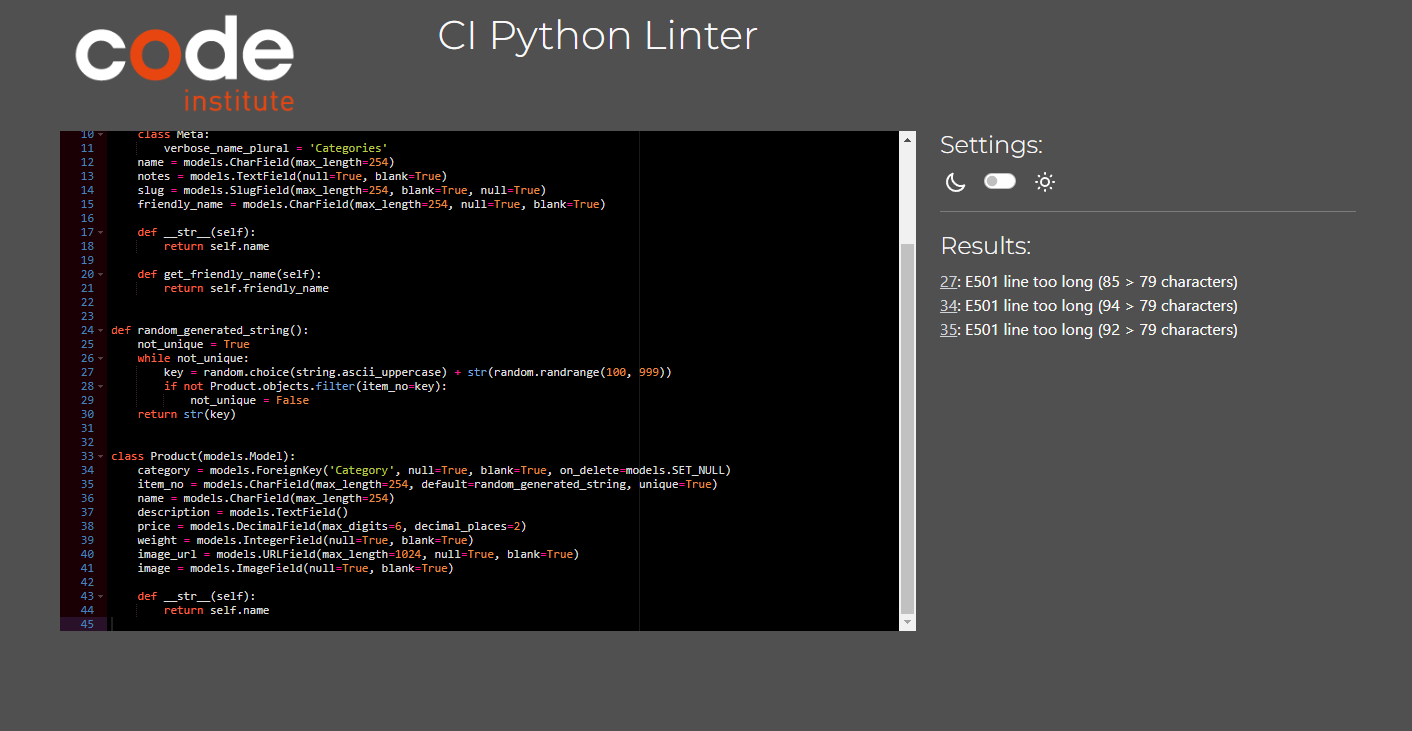 code
institute
CI Python Linter
10 class Meta:
11 verbose_name_plural = 'Categories'
12 name = models.CharField(max_length=254)
13 notes = models.TextField(null=True, blank=True)
14 slug = models.SlugField(max_length=254, blank=True, null=True)
15 friendly_name = models.CharField(max_length=254, null=True, blank=True)
16
17 def __str__(self):
18 return self.name
19
20 def get_friendly_name(self):
21 return self.friendly_name
22
23
24 def random_generated_string():
25 not_unique = True
26 while not_unique:
27 key = random.choice(string.ascii_uppercase) + str(random.randrange(100, 999))
28 if not Product.objects.filter(item_no=key):
29 not_unique = False
30 return str(key)
31
32
33 class Product(models.Model):
34 category = models.ForeignKey('Category', null=True, blank=True, on_delete=models.SET_NULL)
35 item_no = models.CharField(max_length=254, default=random_generated_string, unique=True)
36 name = models.CharField(max_length=254)
37 description = models.TextField()
38 price = models.DecimalField(max_digits=6, decimal_places=2)
39 weight = models.IntegerField(null=True, blank=True)
40 image_url = models.URLField(max_length=1024, null=True, blank=True)
41 image = models.ImageField(null=True, blank=True)
42
43 def __str__(self):
44 return self.name
45
Settings:
Results:
27: E501 line too long (85 > 79 characters)
34: E501 line too long (94 > 79 characters)
35: E501 line too long (92 > 79 characters)